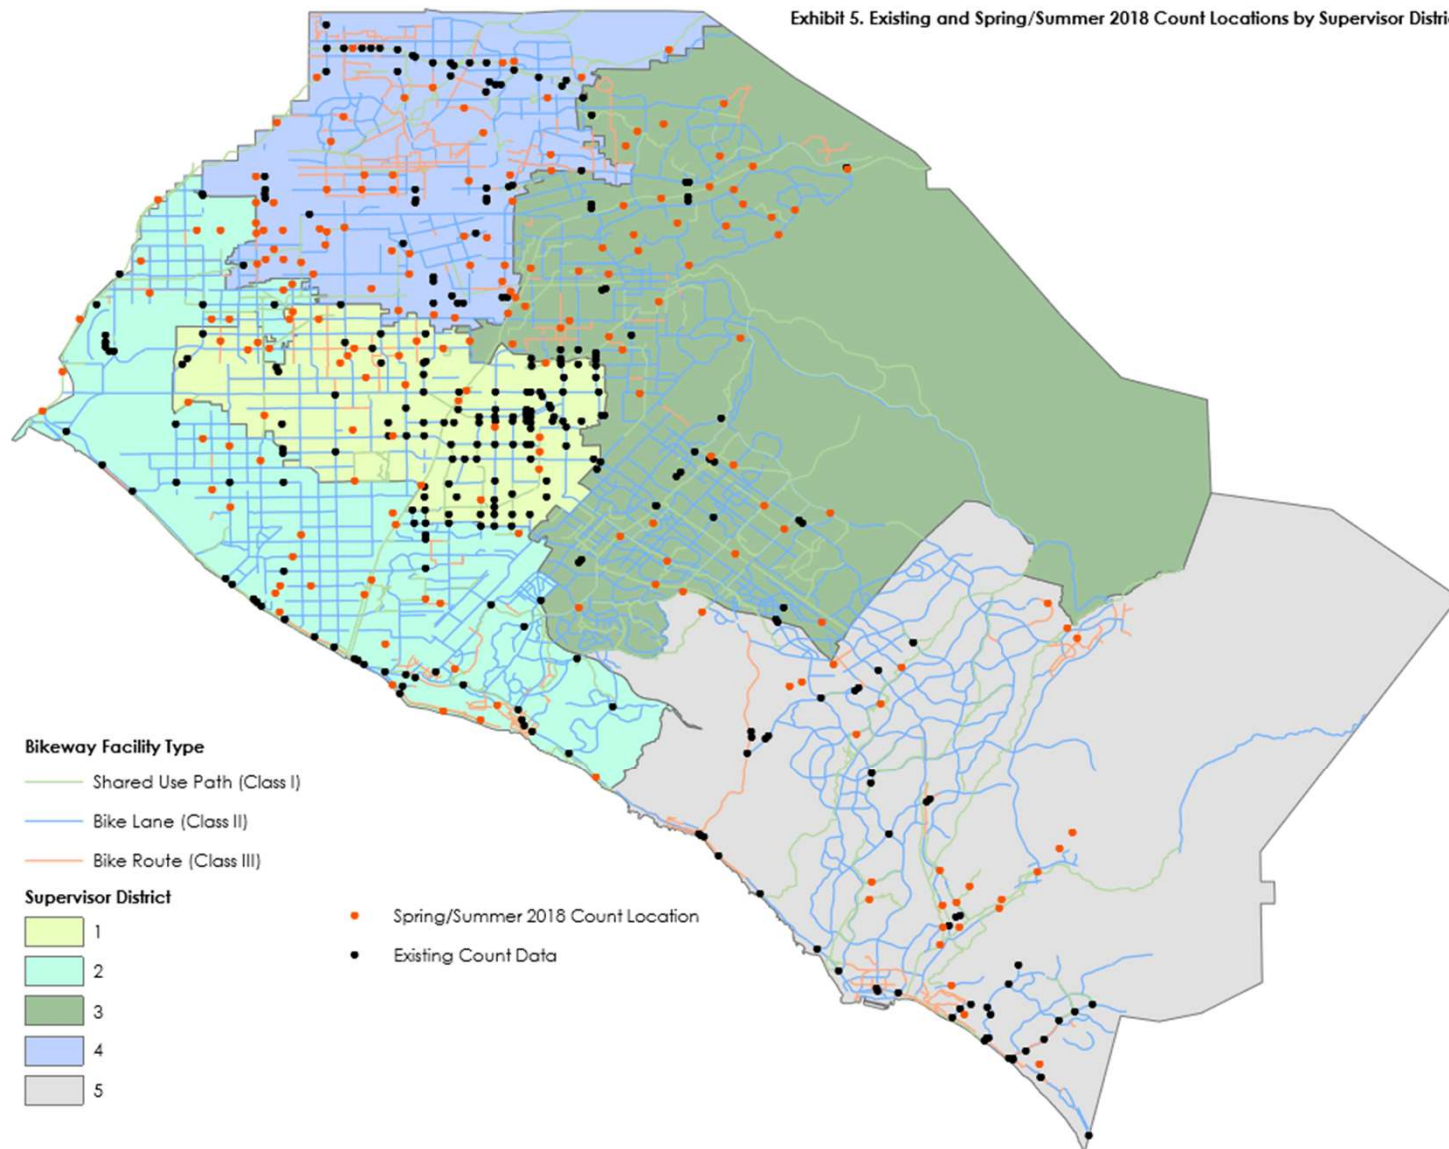 Exhibit 5. Existing and Spring/Summer 2018 Count Locations by Supervisor Distri
Bikeway Facility Type
Shared Use Path (Class I)
Bike Lane (Class II)
Bike Route (Class III)
Supervisor District
1
2
3
4
5
Spring/Summer 2018 Count Location
Existing Count Data